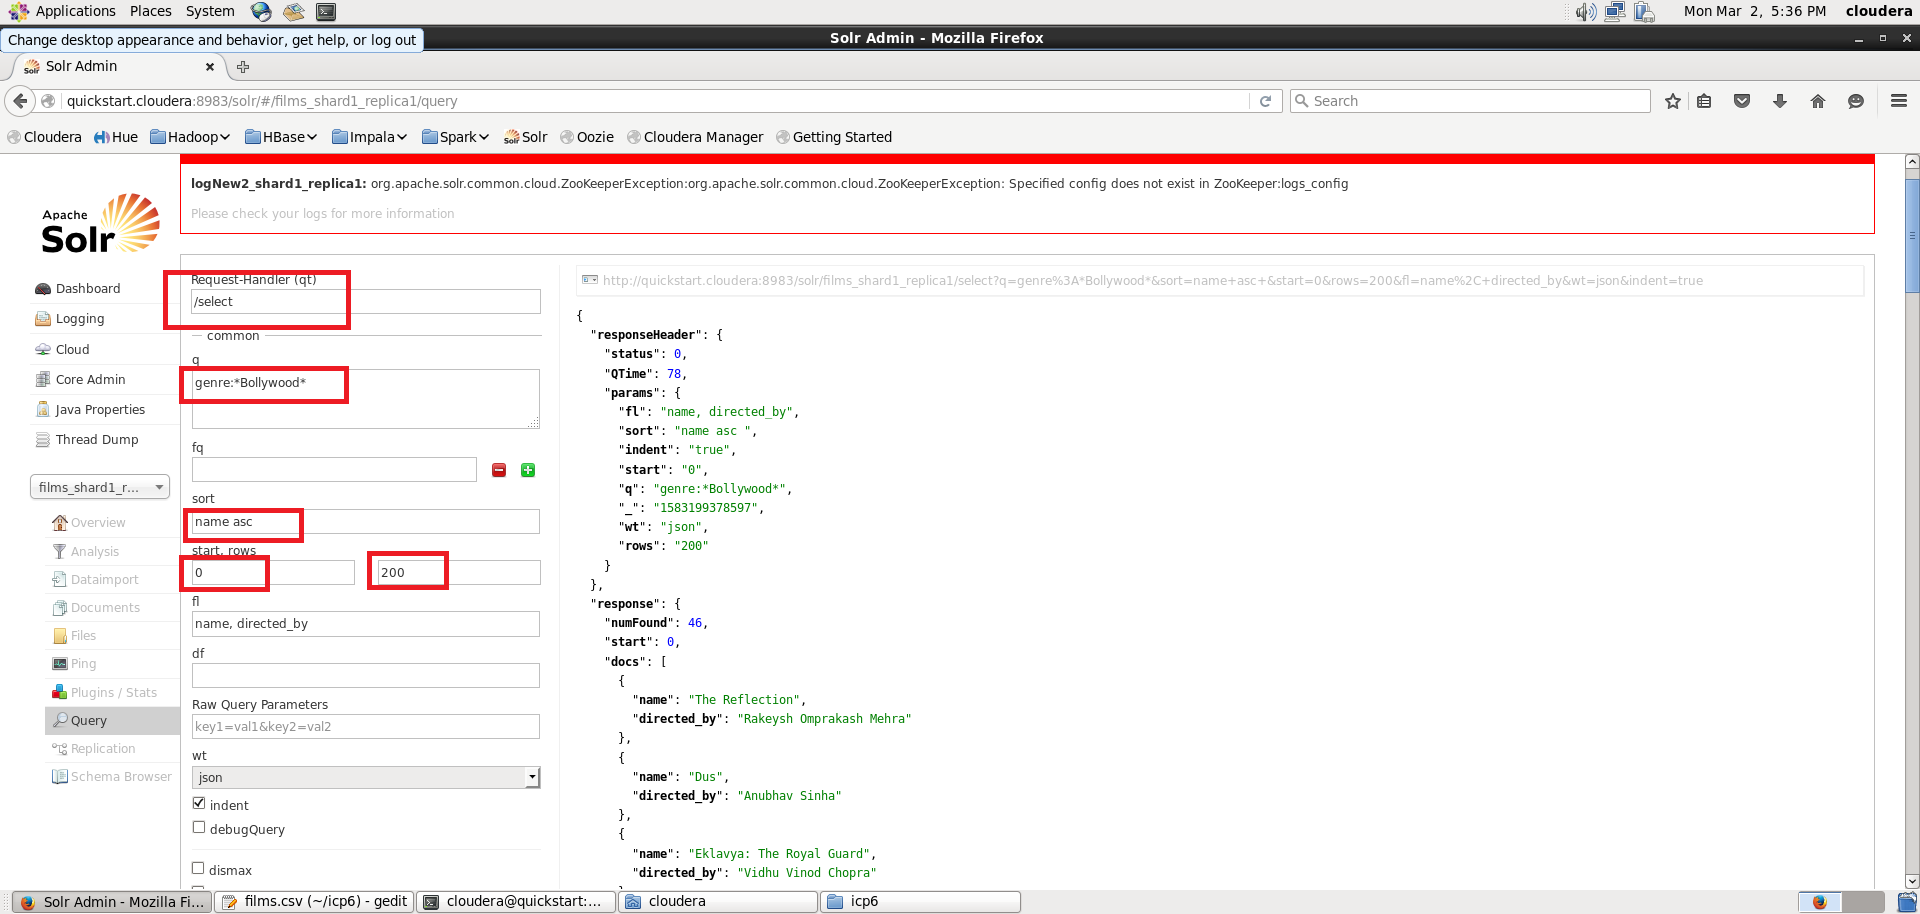 Applications Places System Mon Mar 2, 5:36 PM cloudera
Change desktop appearance and behavior, get help, or log out
Solr Admin - Mozilla Firefox
Solr Solr Admin
quickstart.cloudera:8983/solr/#/films_shard1_replica1/query Search
Cloudera Hue Hadoop HBase Impala Spark Solr Solr Oozie Cloudera Manager Getting Started
logNew2_shard1_replica1: org.apache.solr.common.cloud.ZooKeeperException:org.apache.solr.common.cloud.ZooKeeperException: Specified config does not exist in ZooKeeper:logs_config
Please check your logs for more information
Apache
Solr
Dashboard
Logging
Cloud
Core Admin
Java Properties
Thread Dump
films_shard1_r...
Overview
Analysis
Dataimport
Documents
Files
Ping
Plugins / Stats
Query
Replication
Schema Browser
Request-Handler (qt)
/select
common
q
genre:*Bollywood*
fq
sort
name asc
start, rows
0 200
fl
name, directed_by
df
Raw Query Parameters
key1=val1&key2=val2
wt
json
indent
debugQuery
dismax
http://quickstart.cloudera:8983/solr/films_shard1_replica1/select?q=genre%3A*Bollywood*&sort=name+asc+&start=0&rows=200&fl=name%2C+directed_by&wt=json&indent=true
{
"responseHeader": {
"status": 0,
"QTime": 78,
"params": {
"fl": "name, directed_by",
"sort": "name asc ",
"indent": "true",
"start": "0",
"q": "genre:*Bollywood*",
"_": "1583199378597",
"wt": "json",
"rows": "200"
}
},
"response": {
"numFound": 46,
"start": 0,
"docs": [
{
"name": "The Reflection",
"directed_by": "Rakeysh Omprakash Mehra"
},
{
"name": "Dus",
"directed_by": "Anubhav Sinha"
},
{
"name": "Eklavya: The Royal Guard",
"directed_by": "Vidhu Vinod Chopra"
Solr Admin - Mozilla Fi... films.csv (~/icp6) - gedit cloudera@quickstart:... cloudera icp6